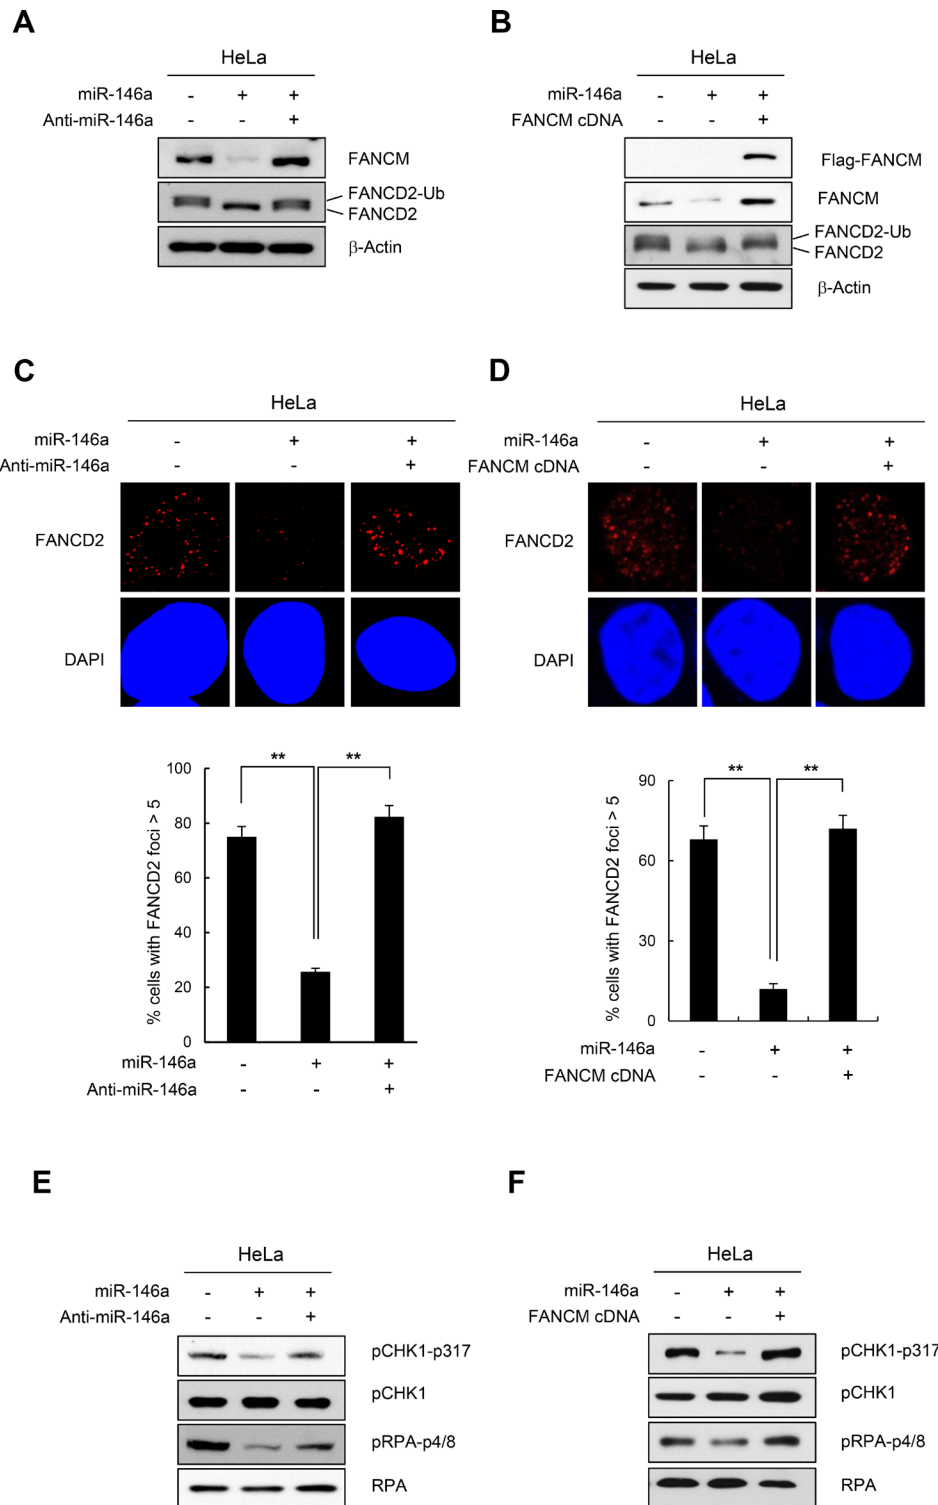 A
HeLa
miR-146a - + +
Anti-miR-146a - - +
FANCM
FANCD2-Ub
FANCD2
β-Actin
B
HeLa
miR-146a - + +
FANCM cDNA - - +
Flag-FANCM
FANCM
FANCD2-Ub
FANCD2
β-Actin
C
HeLa
miR-146a - + +
Anti-miR-146a - - +
FANCD2
DAPI
** **
% cells with FANCD2 foci > 5
100
80
60
40
20
0
miR-146a - + +
Anti-miR-146a - - +
D
HeLa
miR-146a - + +
FANCM cDNA - - +
FANCD2
DAPI
** **
% cells with FANCD2 foci > 5
90
60
30
0
miR-146a - + +
FANCM cDNA - - +
E
HeLa
miR-146a - + +
Anti-miR-146a - - +
pCHK1-p317
pCHK1
pRPA-p4/8
RPA
F
HeLa
miR-146a - + +
FANCM cDNA - - +
pCHK1-p317
pCHK1
pRPA-p4/8
RPA